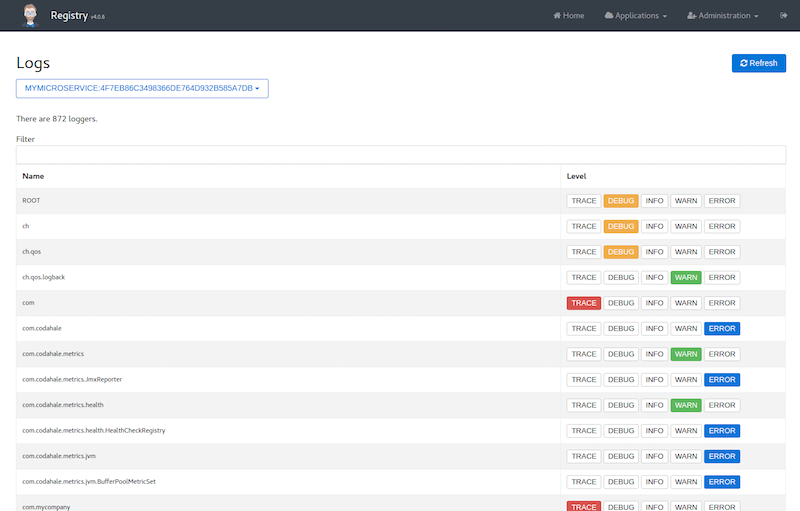 Registry v4.0.6 Home Applications Administration
Logs
Refresh
MYMICROSERVICE:4F7EB86C3498366DE764D932B585A7DB
There are 872 loggers.
Filter
Name Level
ROOT TRACE DEBUG INFO WARN ERROR
ch TRACE DEBUG INFO WARN ERROR
ch.qos TRACE DEBUG INFO WARN ERROR
ch.qos.logback TRACE DEBUG INFO WARN ERROR
com TRACE DEBUG INFO WARN ERROR
com.codahale TRACE DEBUG INFO WARN ERROR
com.codahale.metrics TRACE DEBUG INFO WARN ERROR
com.codahale.metrics.JmxReporter TRACE DEBUG INFO WARN ERROR
com.codahale.metrics.health TRACE DEBUG INFO WARN ERROR
com.codahale.metrics.health.HealthCheckRegistry TRACE DEBUG INFO WARN ERROR
com.codahale.metrics.jvm TRACE DEBUG INFO WARN ERROR
com.codahale.metrics.jvm.BufferPoolMetricSet TRACE DEBUG INFO WARN ERROR
com.mycompany TRACE DEBUG INFO WARN ERROR